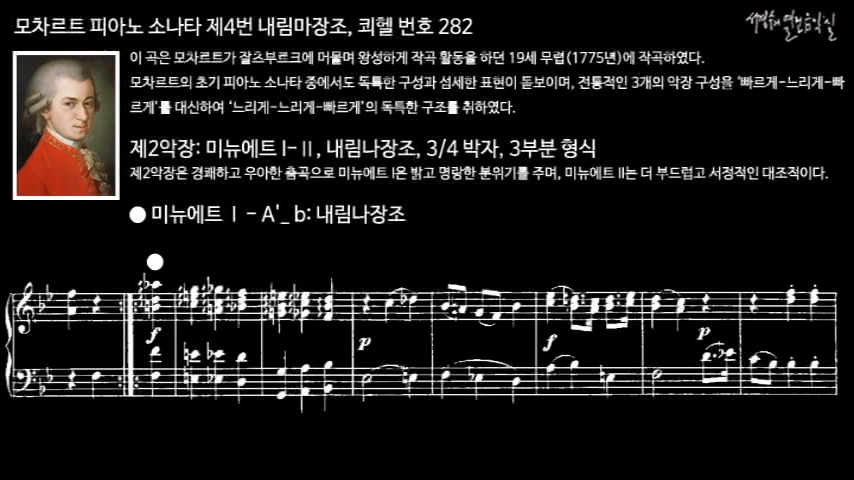 모차르트 피아노 소나타 제4번 내림마장조, 쾨헬 번호 282
서영수의 열린음악실
이 곡은 모차르트가 잘츠부르크에 머물며 왕성하게 작곡 활동을 하던 19세 무렵(1775년)에 작곡하였다.
모차르트의 초기 피아노 소나타 중에서도 독특한 구성과 섬세한 표현이 돋보이며, 전통적인 3개의 악장 구성을 ‘빠르게-느리게-빠
르게’를 대신하여 ‘느리게-느리게-빠르게’의 독특한 구조를 취하였다.
제2악장: 미뉴에트 I-II, 내림나장조, 3/4 박자, 3부분 형식
제2악장은 경쾌하고 우아한 춤곡으로 미뉴에트 I은 밝고 명랑한 분위기를 주며, 미뉴에트 II는 더 부드럽고 서정적인 대조적이다.
● 미뉴에트 I - A'_ b: 내림나장조
f p f p